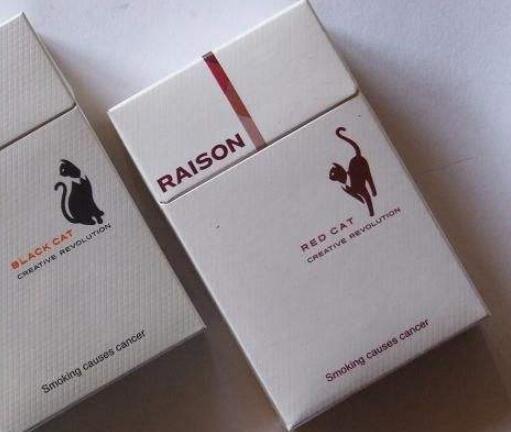 BLACK CAT
CREATIVE REVOLUTION
Smoking causes cancer
RAISON
RED CAT
CREATIVE REVOLUTION
Smoking causes cancer